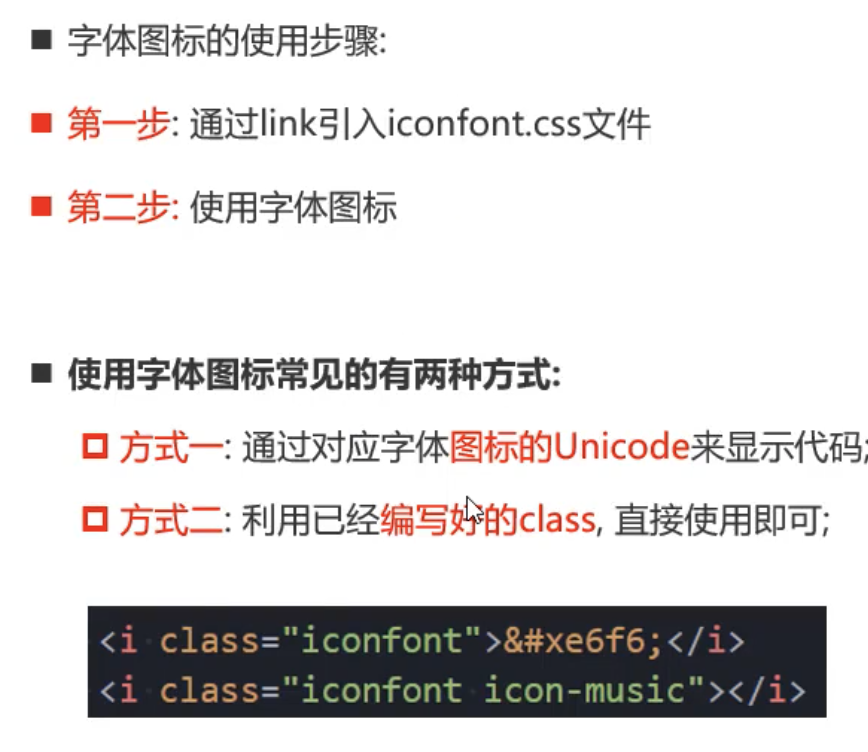 字体图标的使用步骤:
第一步: 通过link引入iconfont.css文件
第二步: 使用字体图标
使用字体图标常见的有两种方式:
方式一: 通过对应字体图标的Unicode来显示代码;
方式二: 利用已经编写好的class, 直接使用即可;
<i class="iconfont">&#xe6f6;</i>
<i class="iconfont icon-music"></i>